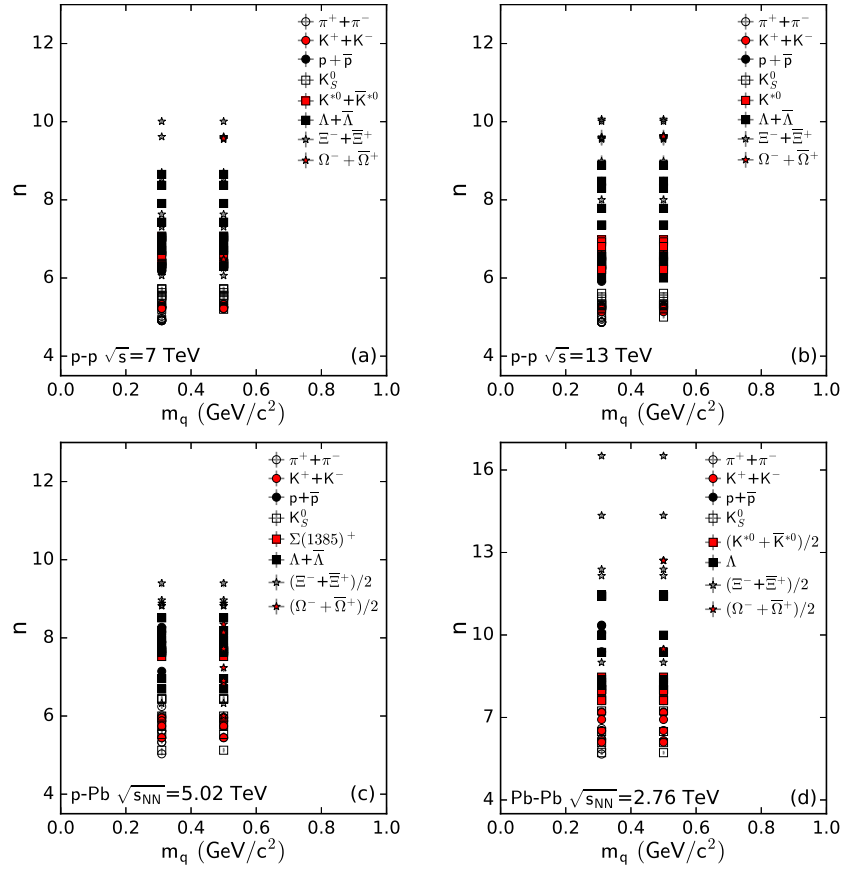 12
10
8
6
4
n
π⁺+π⁻
K⁺+K⁻
p+p̅
K⁰_S
K*⁰+K̅*⁰
Λ+Λ̅
Ξ⁻+Ξ̅⁺
Ω⁻+Ω̅⁺
p-p √s=7 TeV
(a)
0.0 0.2 0.4 0.6 0.8 1.0
m_q (GeV/c²)
12
10
8
6
4
n
π⁺+π⁻
K⁺+K⁻
p+p̅
K⁰_S
K*⁰
Λ+Λ̅
Ξ⁻+Ξ̅⁺
Ω⁻+Ω̅⁺
p-p √s=13 TeV
(b)
0.0 0.2 0.4 0.6 0.8 1.0
m_q (GeV/c²)
12
10
8
6
4
n
π⁺+π⁻
K⁺+K⁻
p+p̅
K⁰_S
Σ(1385)⁺
Λ+Λ̅
(Ξ⁻+Ξ̅⁺)/2
(Ω⁻+Ω̅⁺)/2
p-Pb √s_NN=5.02 TeV
(c)
0.0 0.2 0.4 0.6 0.8 1.0
m_q (GeV/c²)
16
13
10
7
4
n
π⁺+π⁻
K⁺+K⁻
p+p̅
K⁰_S
(K*⁰+K̅*⁰)/2
Λ
(Ξ⁻+Ξ̅⁺)/2
(Ω⁻+Ω̅⁺)/2
Pb-Pb √s_NN=2.76 TeV
(d)
0.0 0.2 0.4 0.6 0.8 1.0
m_q (GeV/c²)